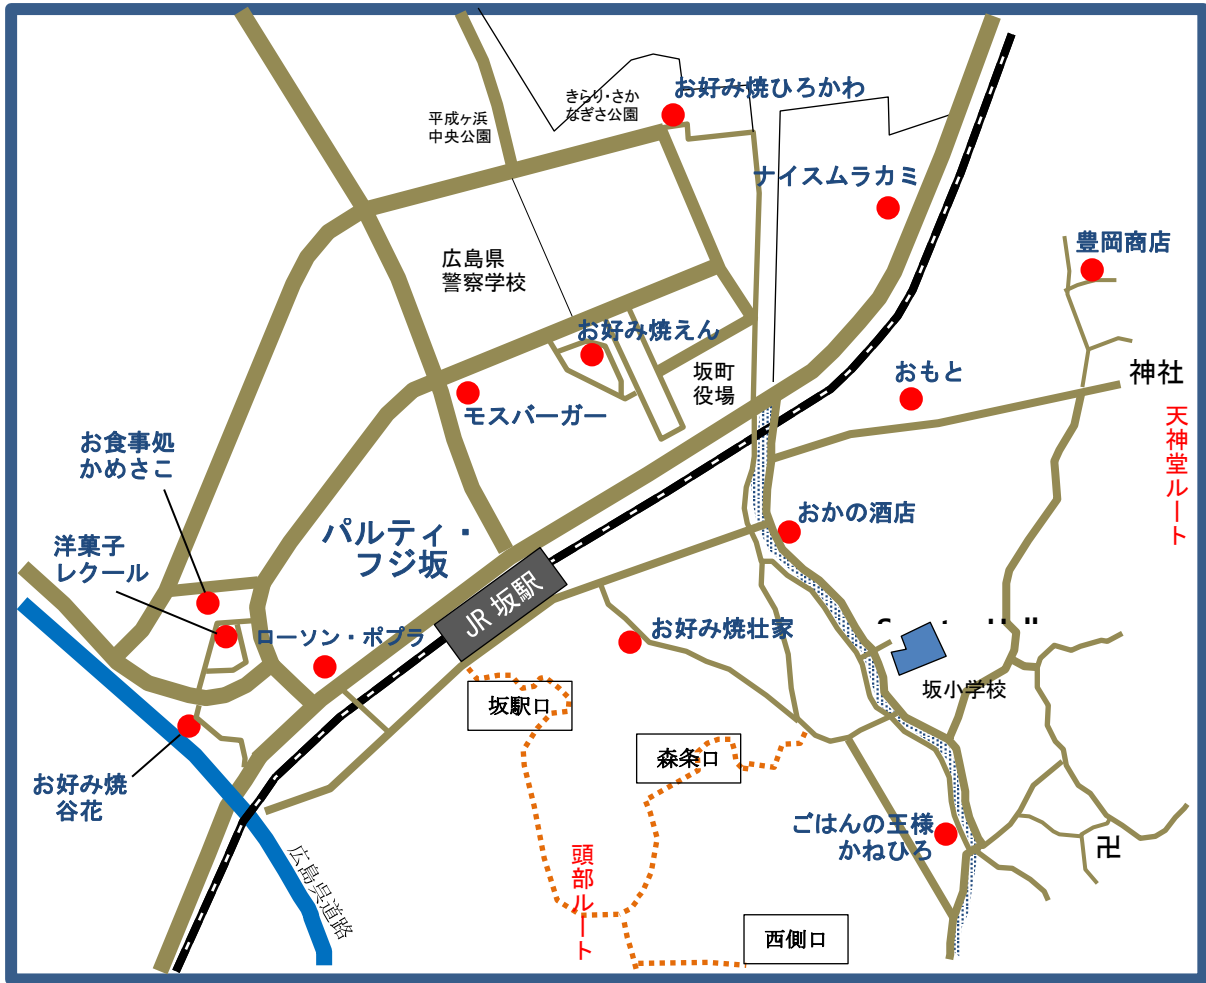 お好み焼ひろかわ
きらり・さか
なぎさ公園
平成ヶ浜
中央公園
ナイスムラカミ
豊岡商店
広島県
警察学校
お好み焼えん
坂町
役場
おもと
神社
モスバーガー
天神堂ルート
お食事処
かめさこ
おかの酒店
パルティ・
フジ坂
洋菓子
レクール
JR 坂駅
お好み焼壮家
ローソン・ポプラ
坂小学校
坂駅口
森条口
お好み焼
谷花
ごはんの王様
かねひろ
卍
頭部ルート
広島呉道路
西側口